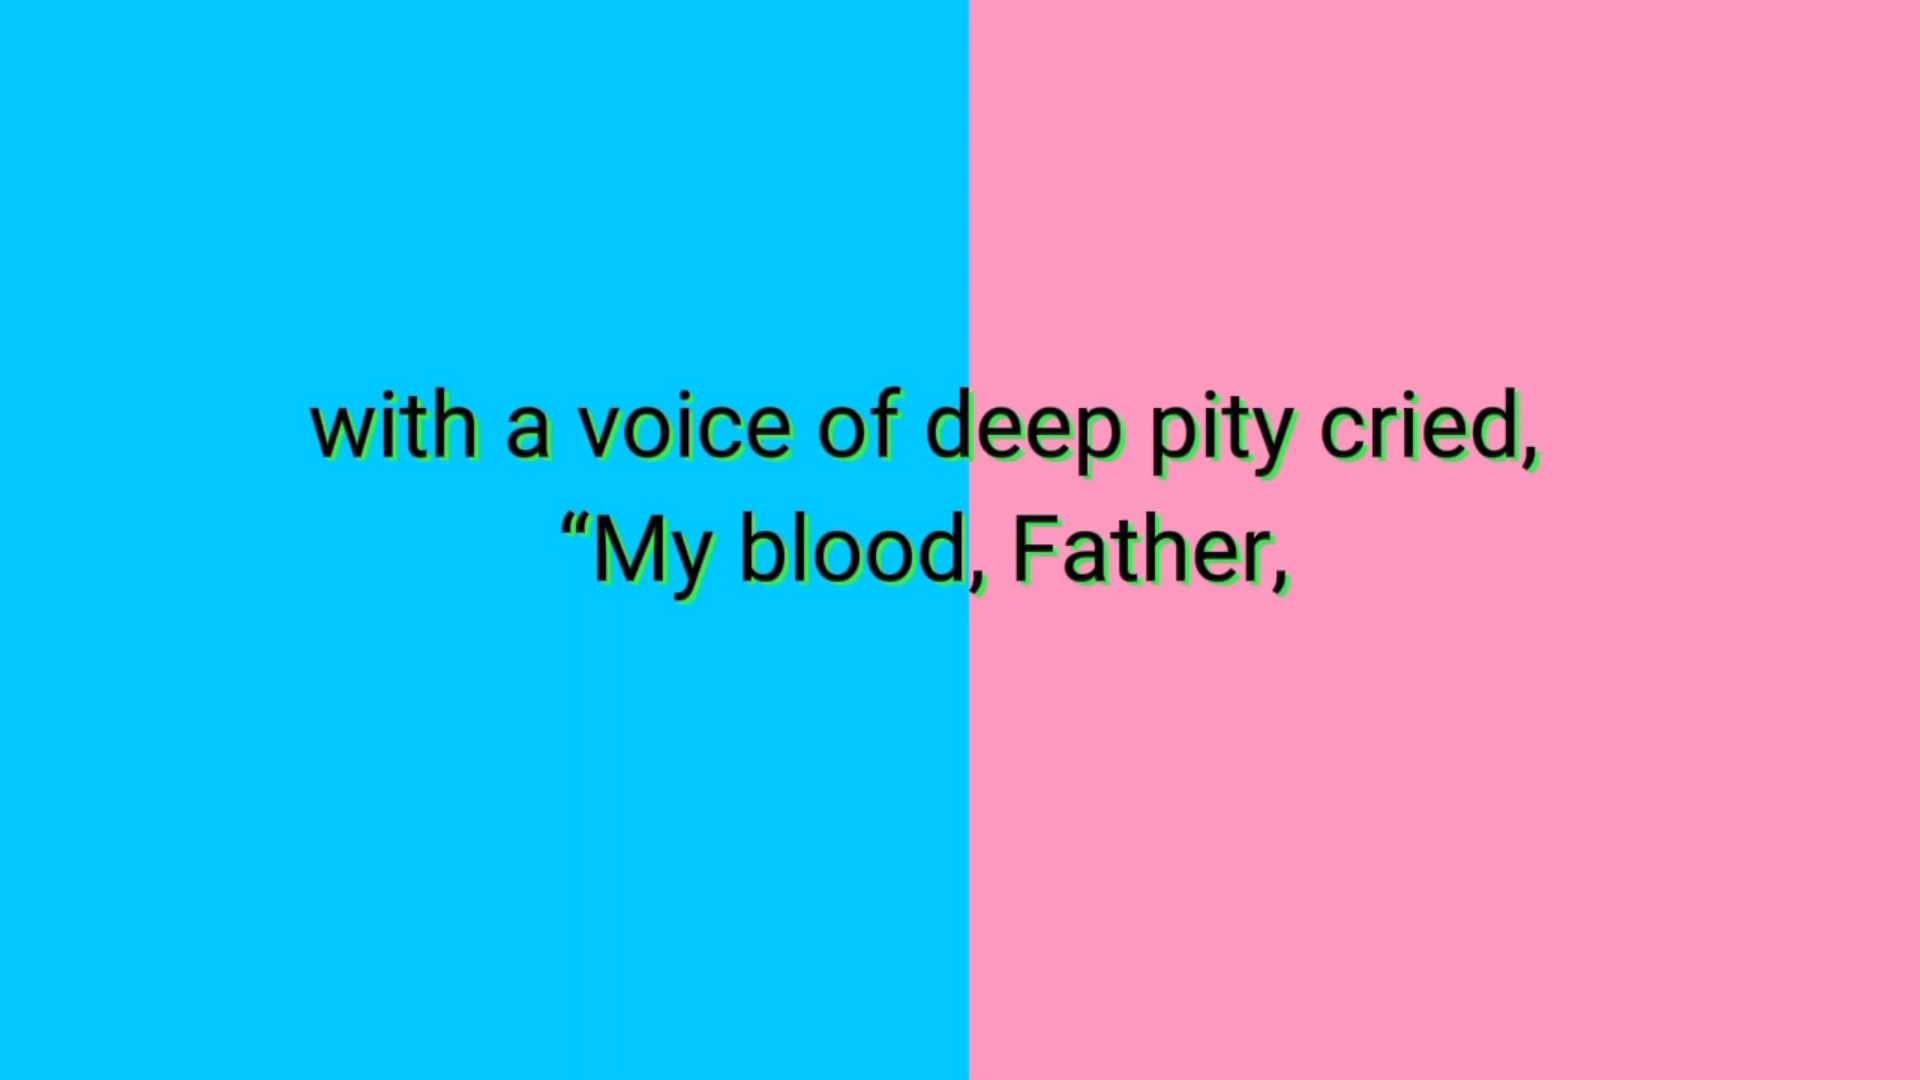 with a voice of deep pity cried,
“My blood, Father,